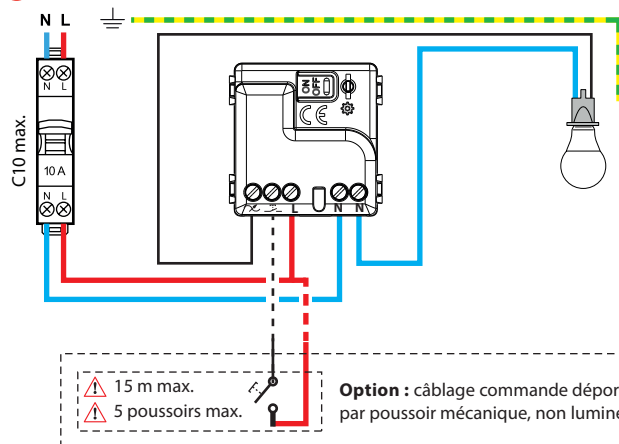 N L
N L
C10 max.
10 A
N L
ON
OFF
CE
L N N
15 m max.
5 poussoirs max.
Option : câblage commande dépor
par poussoir mécanique, non lumine